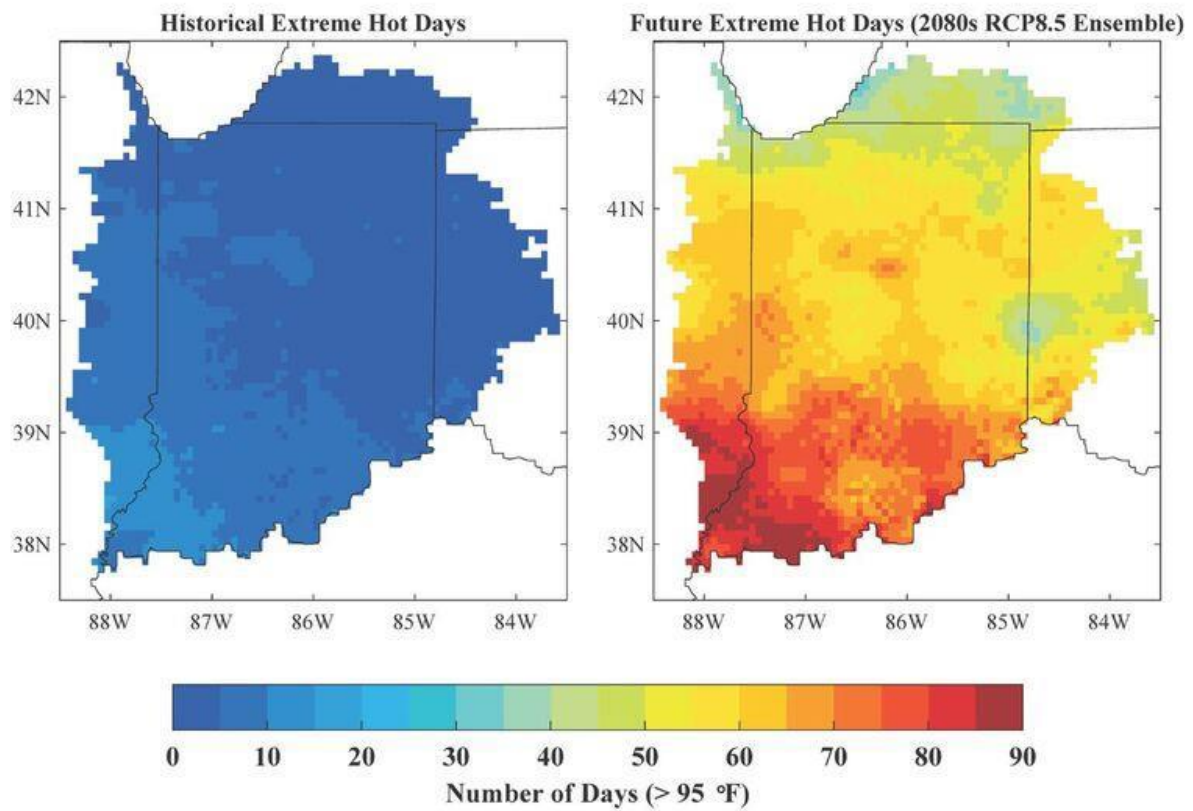 Historical Extreme Hot Days
Future Extreme Hot Days (2080s RCP8.5 Ensemble)
42N
41N
40N
39N
38N
88W 87W 86W 85W 84W
42N
41N
40N
39N
38N
88W 87W 86W 85W 84W
0 10 20 30 40 50 60 70 80 90
Number of Days (> 95 °F)